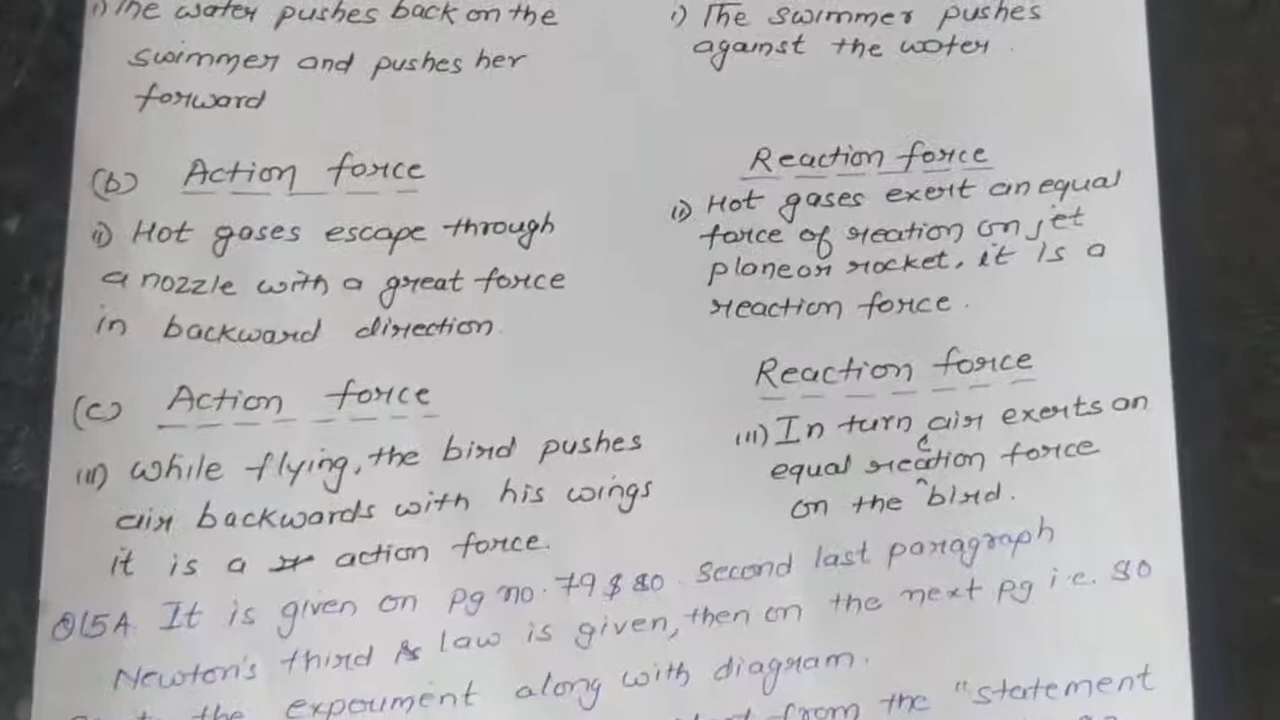 i) The water pushes back on the
swimmer and pushes her
forward
i) The swimmer pushes
against the water.
(b) Action force
ii) Hot gases escape through
a nozzle with a great force
in backward direction.
Reaction force
ii) Hot gases exert an equal
force of reation on jet
plane or rocket, it is a
reaction force.
(c) Action force
iii) While flying, the bird pushes
air backwards with his wings
it is a action force.
Reaction force
iii) In turn air exerts an
equal reaction force
on the bird.
Q15A. It is given on pg no. 79 & 80. Second last paragraph
Newton's third law is given, then on the next pg i.e. 80
the expeument along with diagram.
from the "statement